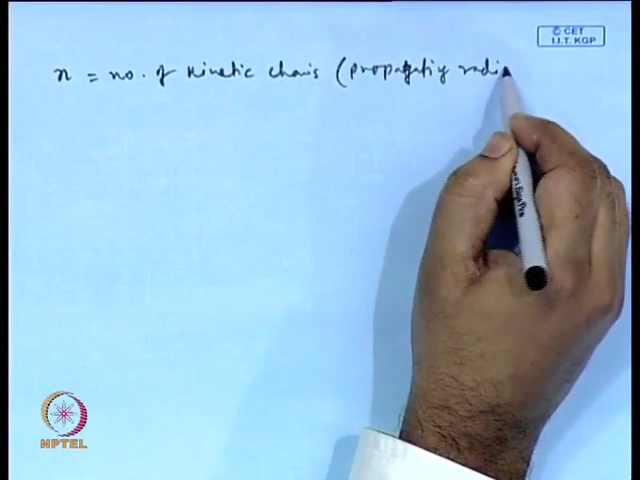 © CET
I.I.T. KGP
n = no. of kinetic chains (propagating radi
NPTEL